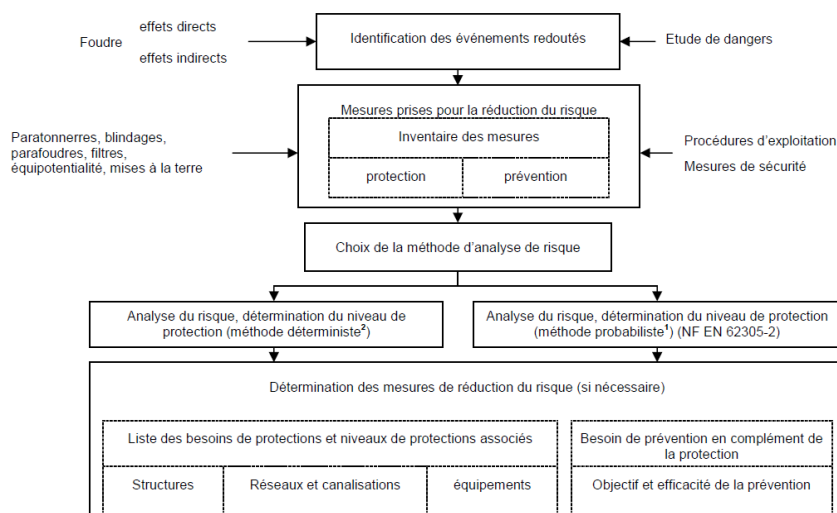 effets directs
Foudre
effets indirects
Identification des événements redoutés
Etude de dangers
Mesures prises pour la réduction du risque
Inventaire des mesures
protection
prévention
Paratonnerres, blindages,
parafoudres, filtres,
équipotentialité, mises à la terre
Procédures d'exploitation
Mesures de sécurité
Choix de la méthode d'analyse de risque
Analyse du risque, détermination du niveau de
protection (méthode déterministe²)
Analyse du risque, détermination du niveau de protection
(méthode probabiliste¹) (NF EN 62305-2)
Détermination des mesures de réduction du risque (si nécessaire)
Liste des besoins de protections et niveaux de protections associés
Structures
Réseaux et canalisations
équipements
Besoin de prévention en complément de
la protection
Objectif et efficacité de la prévention